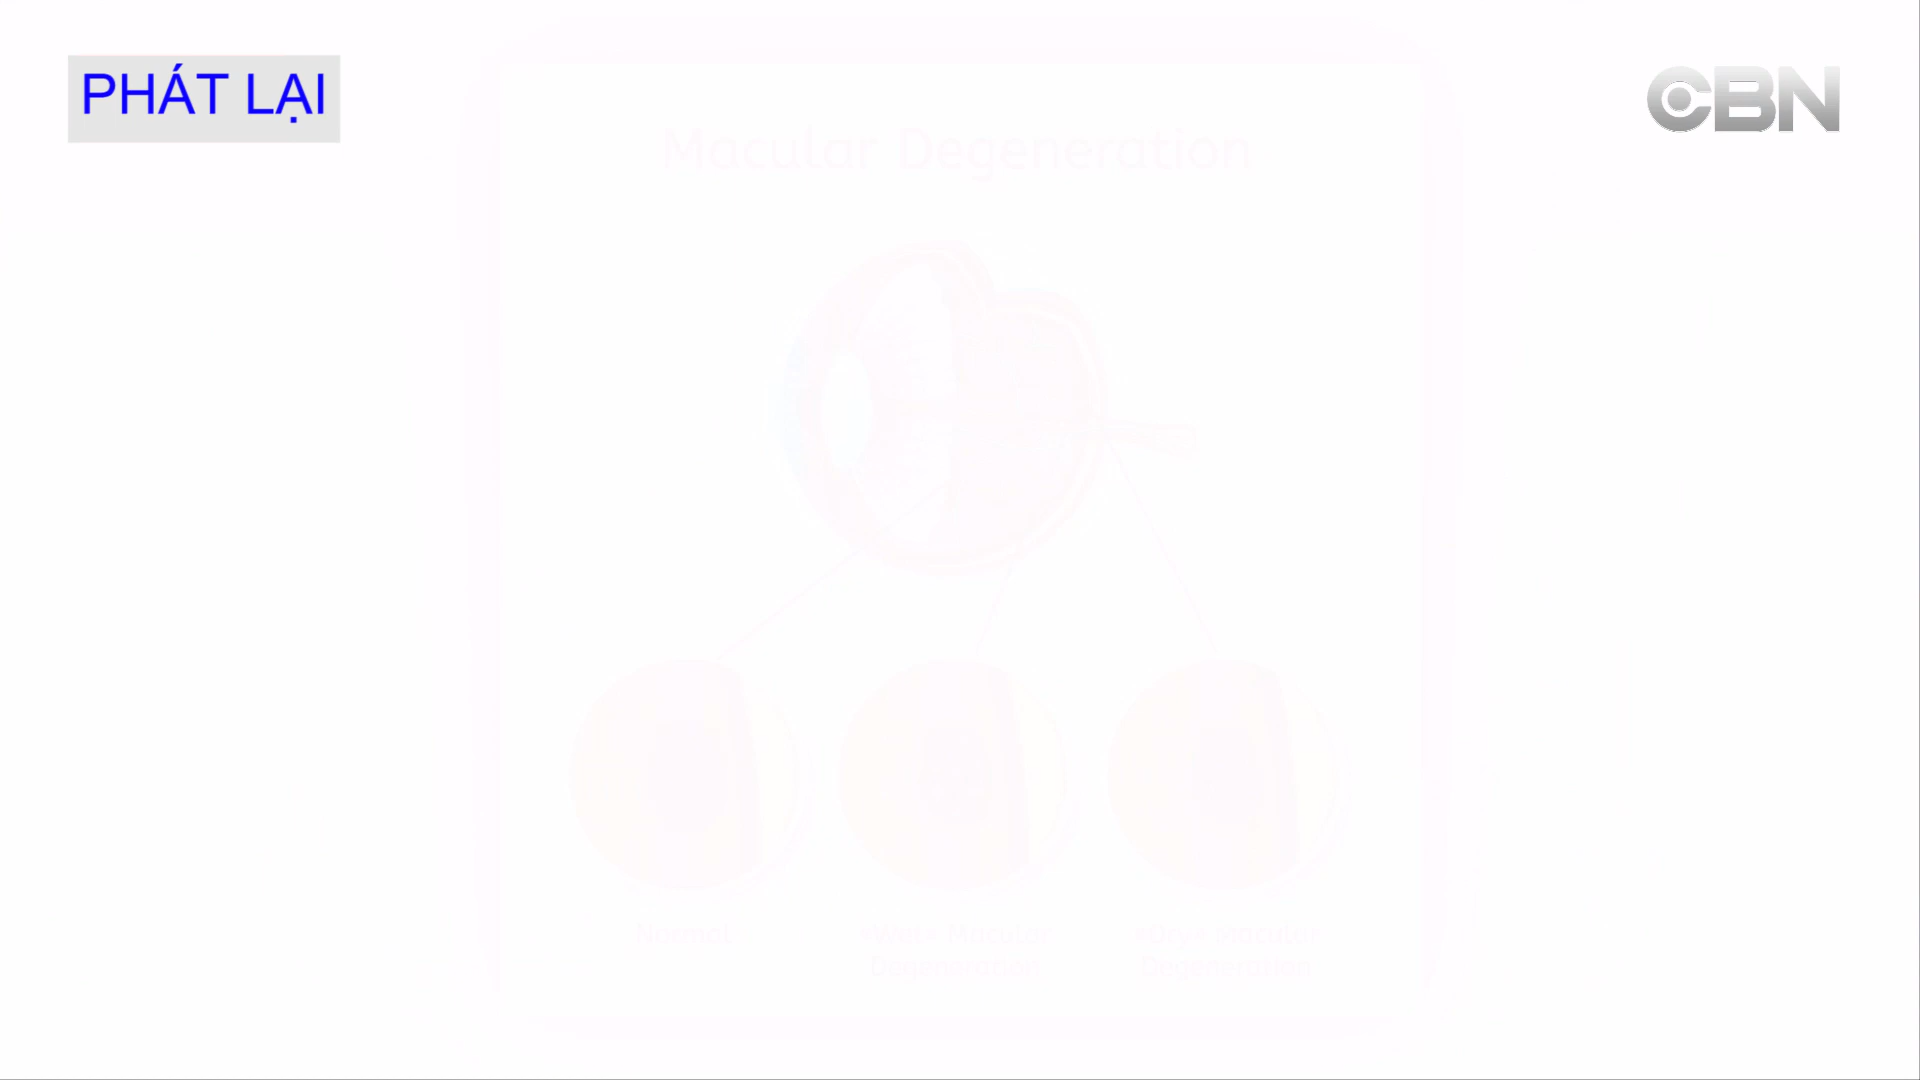 PHÁT LẠI
CBN
Macular Degeneration
Normal
«Wet» Macular
Degeneration
«Dry» Macular
Degeneration